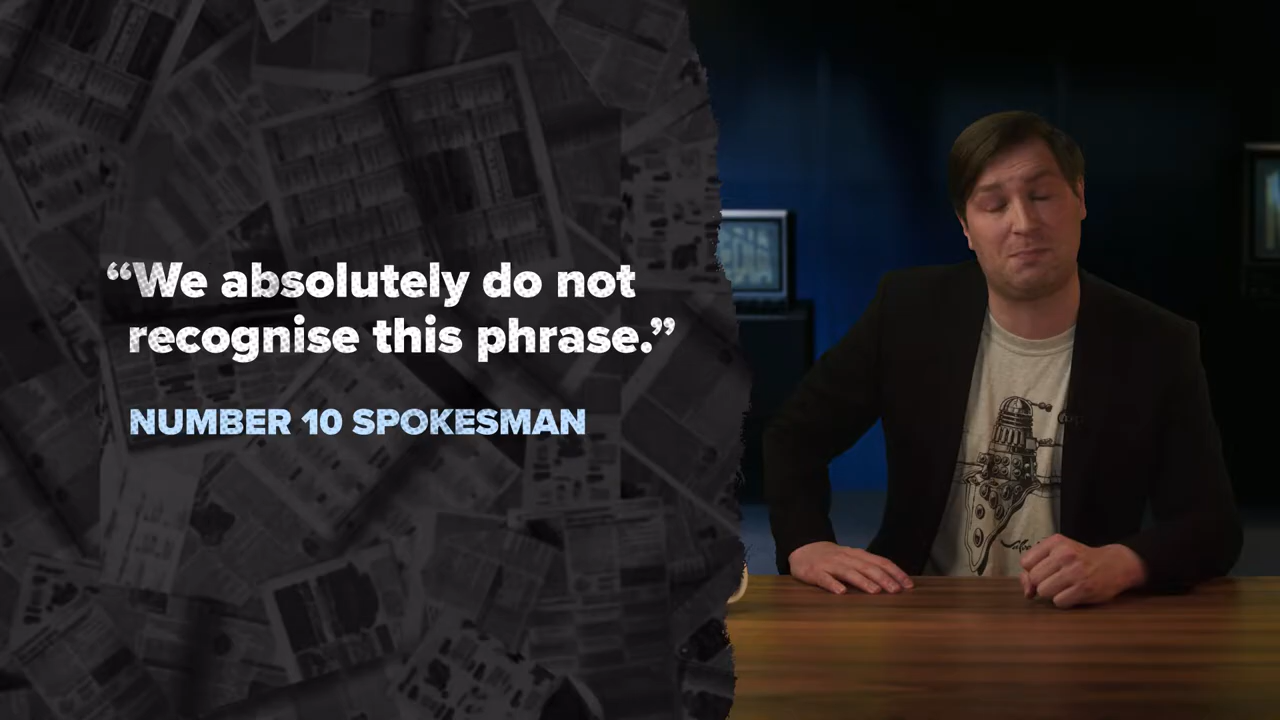 “We absolutely do not
recognise this phrase.”
NUMBER 10 SPOKESMAN